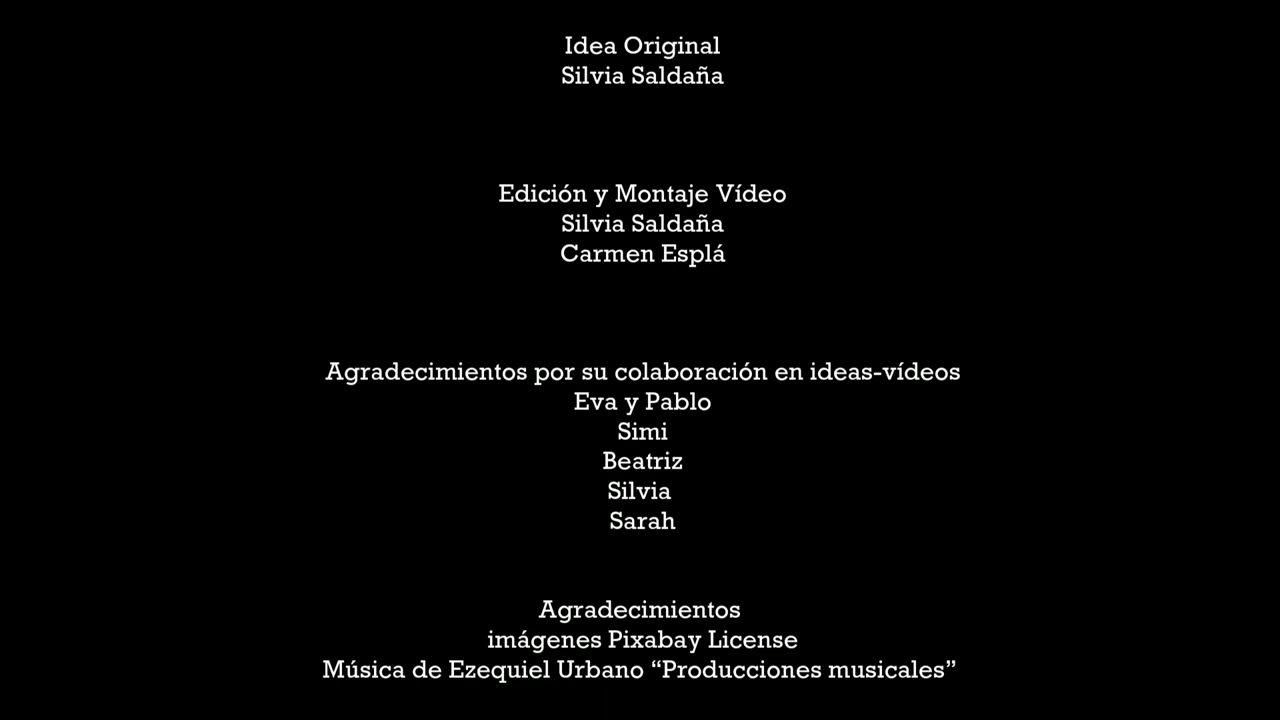 Idea Original
Silvia Saldaña
Edición y Montaje Vídeo
Silvia Saldaña
Carmen Esplá
Agradecimientos por su colaboración en ideas-vídeos
Eva y Pablo
Simi
Beatriz
Silvia
Sarah
Agradecimientos
imágenes Pixabay License
Música de Ezequiel Urbano “Producciones musicales”